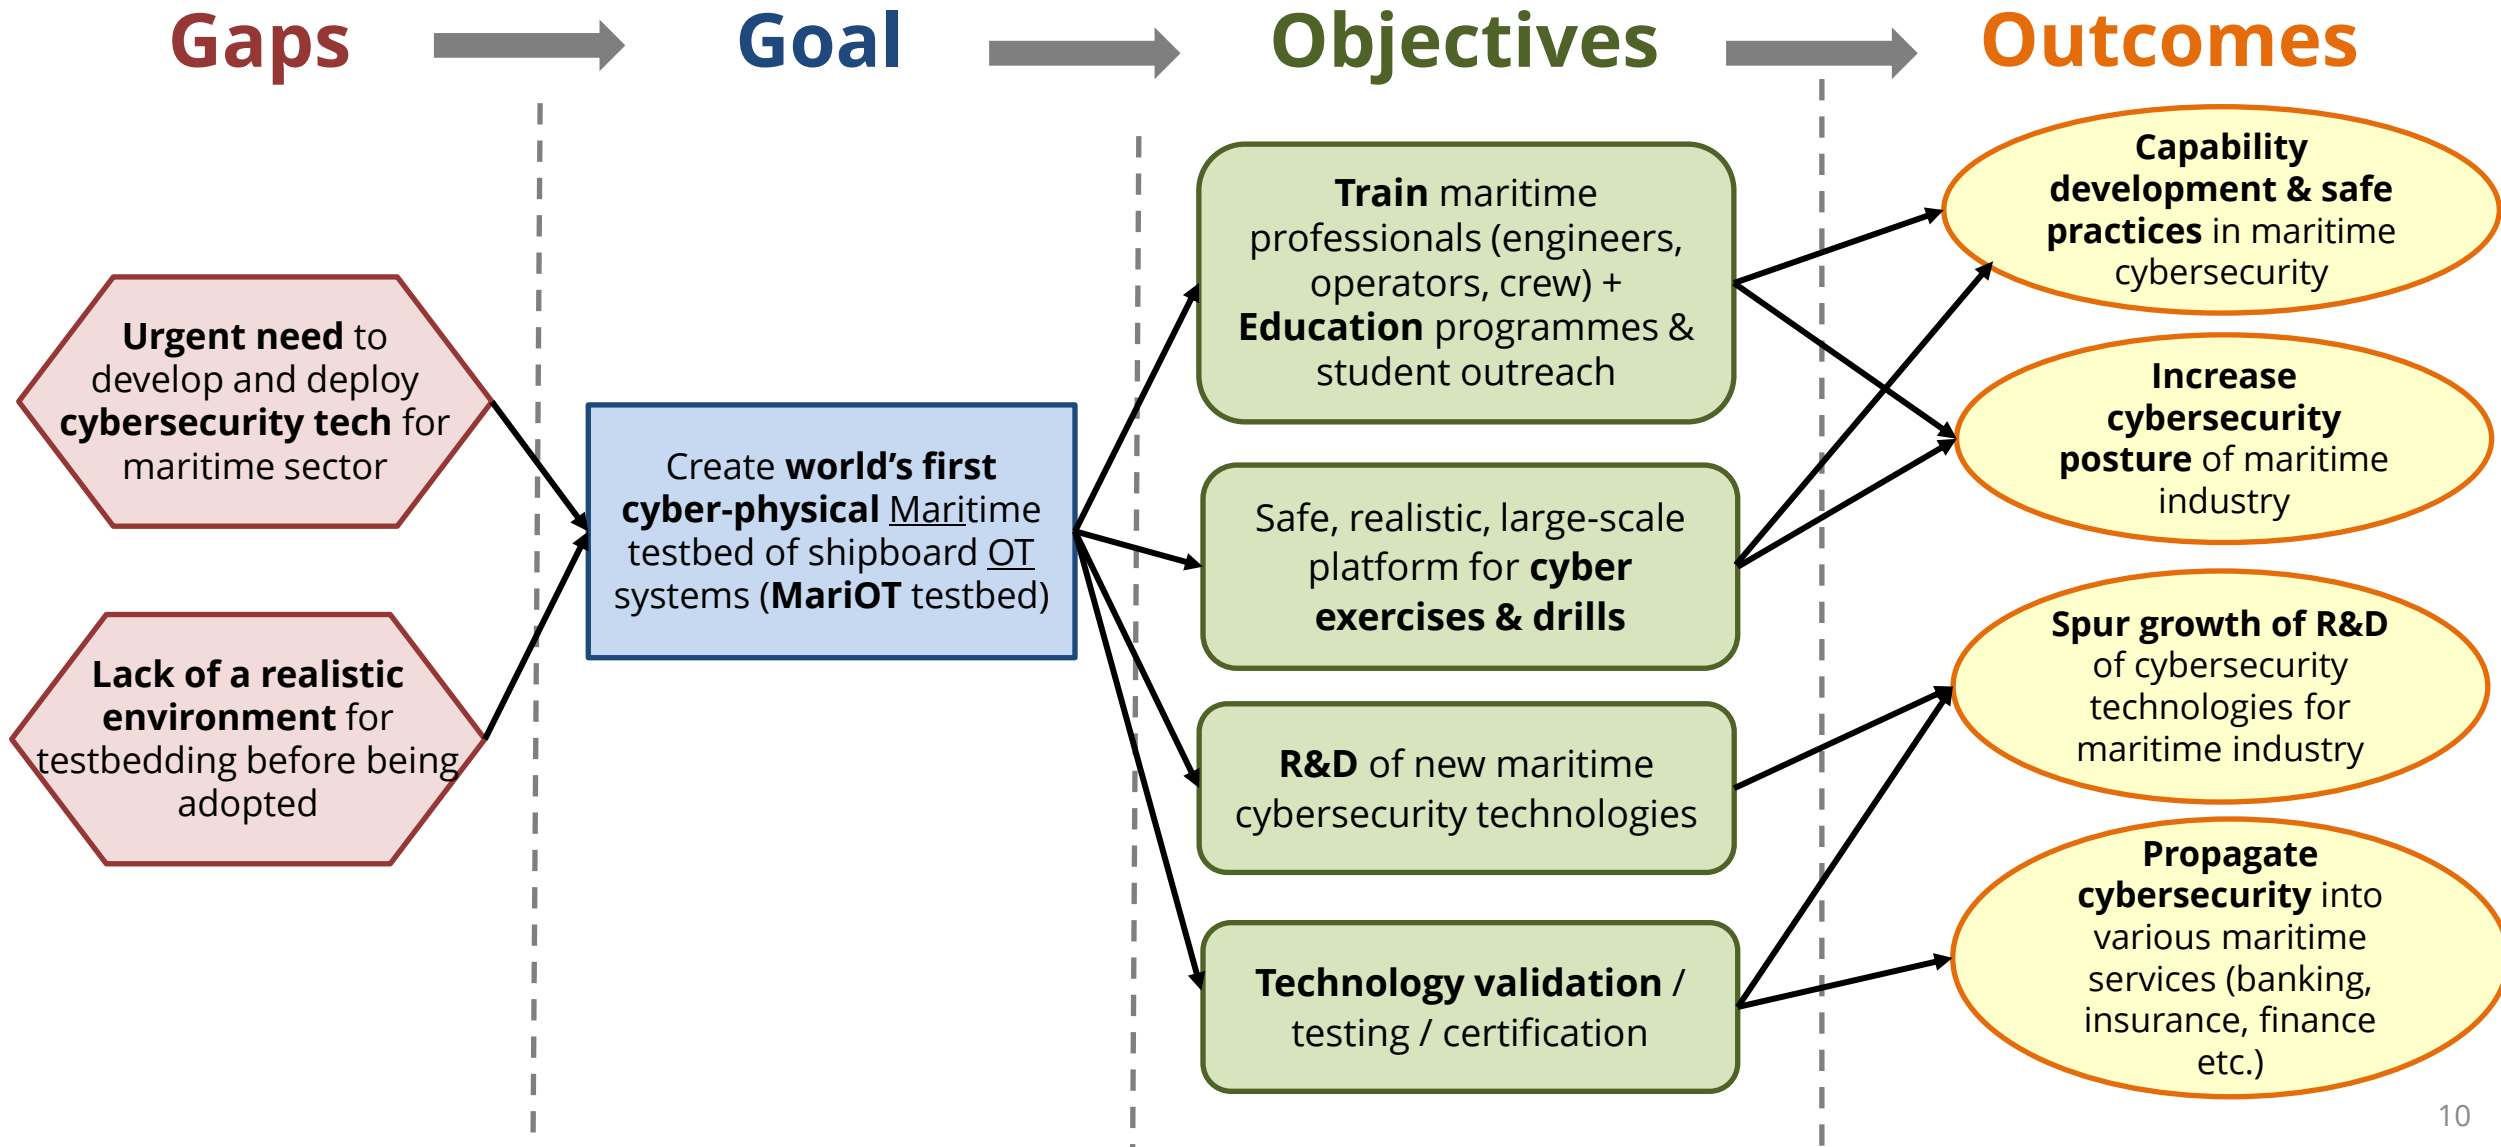 Gaps
Goal
Objectives
Outcomes
Urgent need to
develop and deploy
cybersecurity tech for
maritime sector
Lack of a realistic
environment for
testbedding before being
adopted
Create world’s first
cyber-physical Maritime
testbed of shipboard OT
systems (MariOT testbed)
Train maritime
professionals (engineers,
operators, crew) +
Education programmes &
student outreach
Safe, realistic, large-scale
platform for cyber
exercises & drills
R&D of new maritime
cybersecurity technologies
Technology validation /
testing / certification
Capability
development & safe
practices in maritime
cybersecurity
Increase
cybersecurity
posture of maritime
industry
Spur growth of R&D
of cybersecurity
technologies for
maritime industry
Propagate
cybersecurity into
various maritime
services (banking,
insurance, finance
etc.)
10